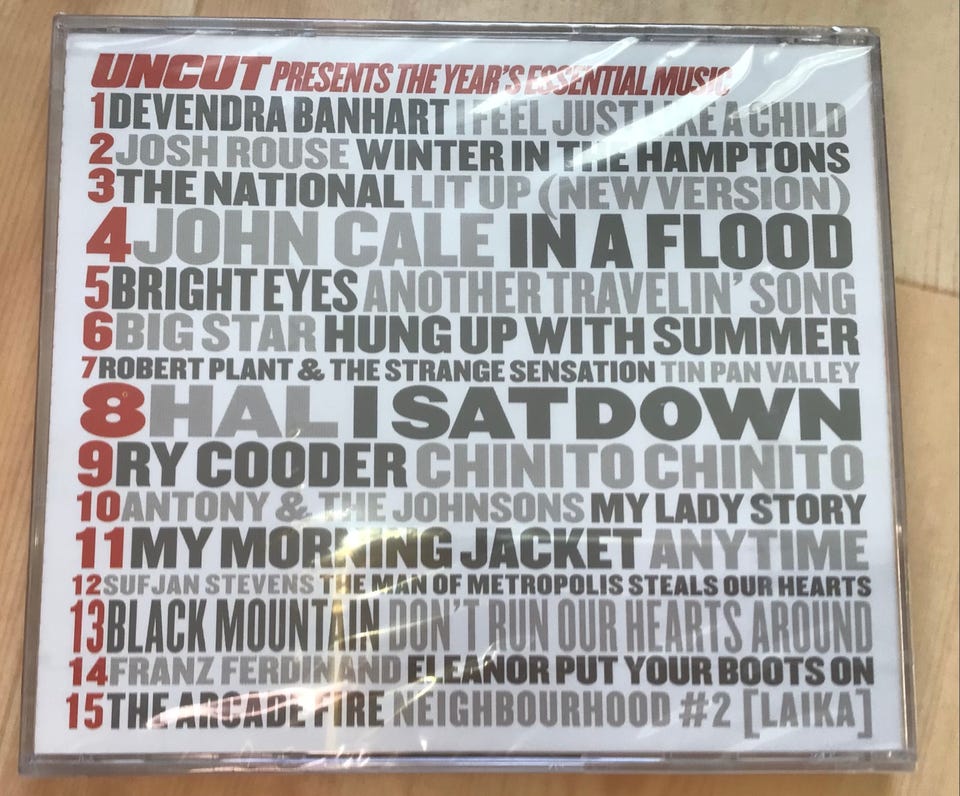 UNCUT PRESENTS THE YEAR'S ESSENTIAL MUSIC
1 DEVENDRA BANHART I FEEL JUST LIKE A CHILD
2 JOSH ROUSE WINTER IN THE HAMPTONS
3 THE NATIONAL LIT UP (NEW VERSION)
4 JOHN CALE IN A FLOOD
5 BRIGHT EYES ANOTHER TRAVELIN' SONG
6 BIG STAR HUNG UP WITH SUMMER
7 ROBERT PLANT & THE STRANGE SENSATION TIN PAN VALLEY
8 HAL I SAT DOWN
9 RY COODER CHINITO CHINITO
10 ANTONY & THE JOHNSONS MY LADY STORY
11 MY MORNING JACKET ANYTIME
12 SUFJAN STEVENS THE MAN OF METROPOLIS STEALS OUR HEARTS
13 BLACK MOUNTAIN DON'T RUN OUR HEARTS AROUND
14 FRANZ FERDINAND ELEANOR PUT YOUR BOOTS ON
15 THE ARCADE FIRE NEIGHBOURHOOD #2 [LAIKA]